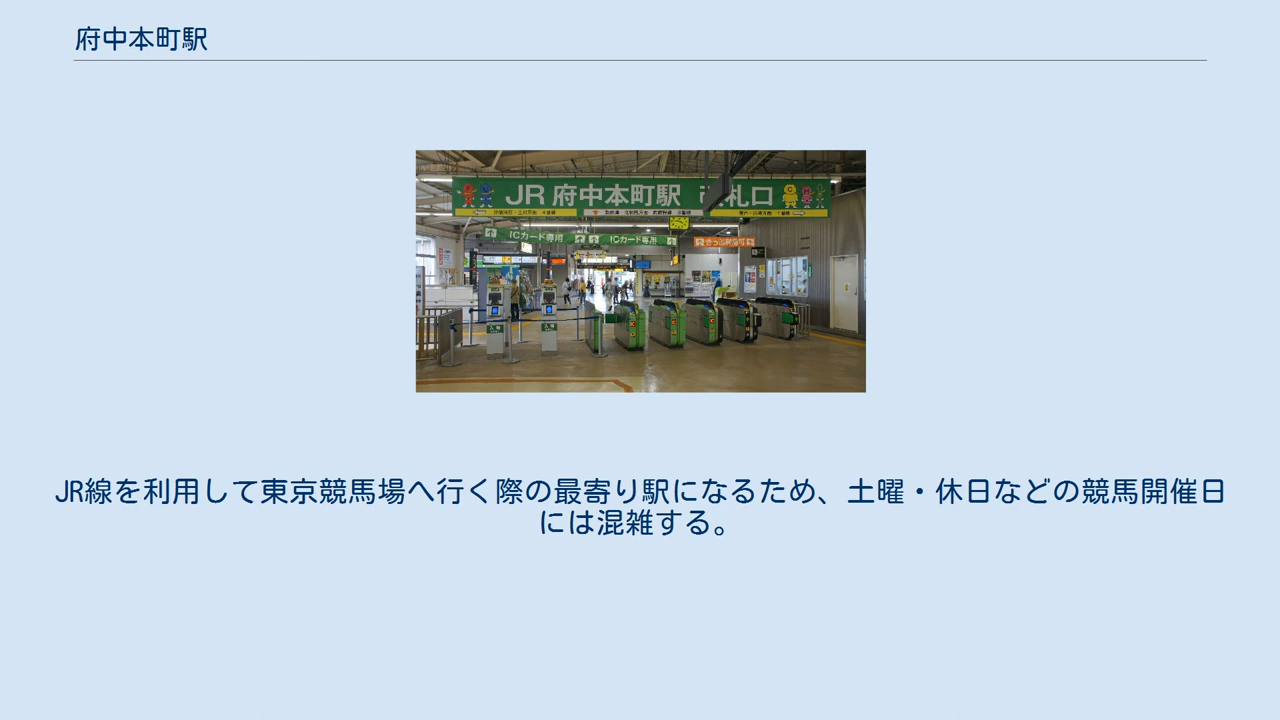 府中本町駅
JR 府中本町駅 改札口
ICカード専用
ICカード専用
JR線を利用して東京競馬場へ行く際の最寄り駅になるため、土曜・休日などの競馬開催日
には混雑する。